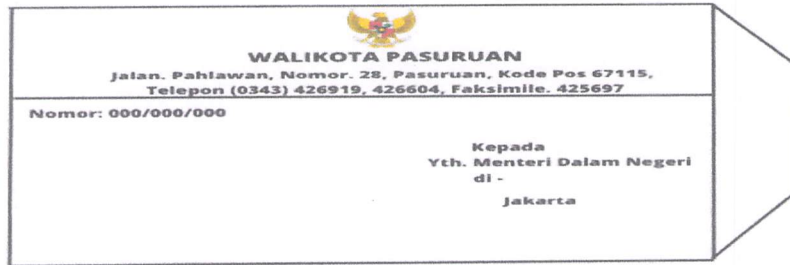 WALIKOTA PASURUAN
Jalan. Pahlawan, Nomor. 28, Pasuruan, Kode Pos 67115,
Telepon (0343) 426919, 426604, Faksimile. 425697
Nomor: 000/000/000
Kepada
Yth. Menteri Dalam Negeri
di -
Jakarta